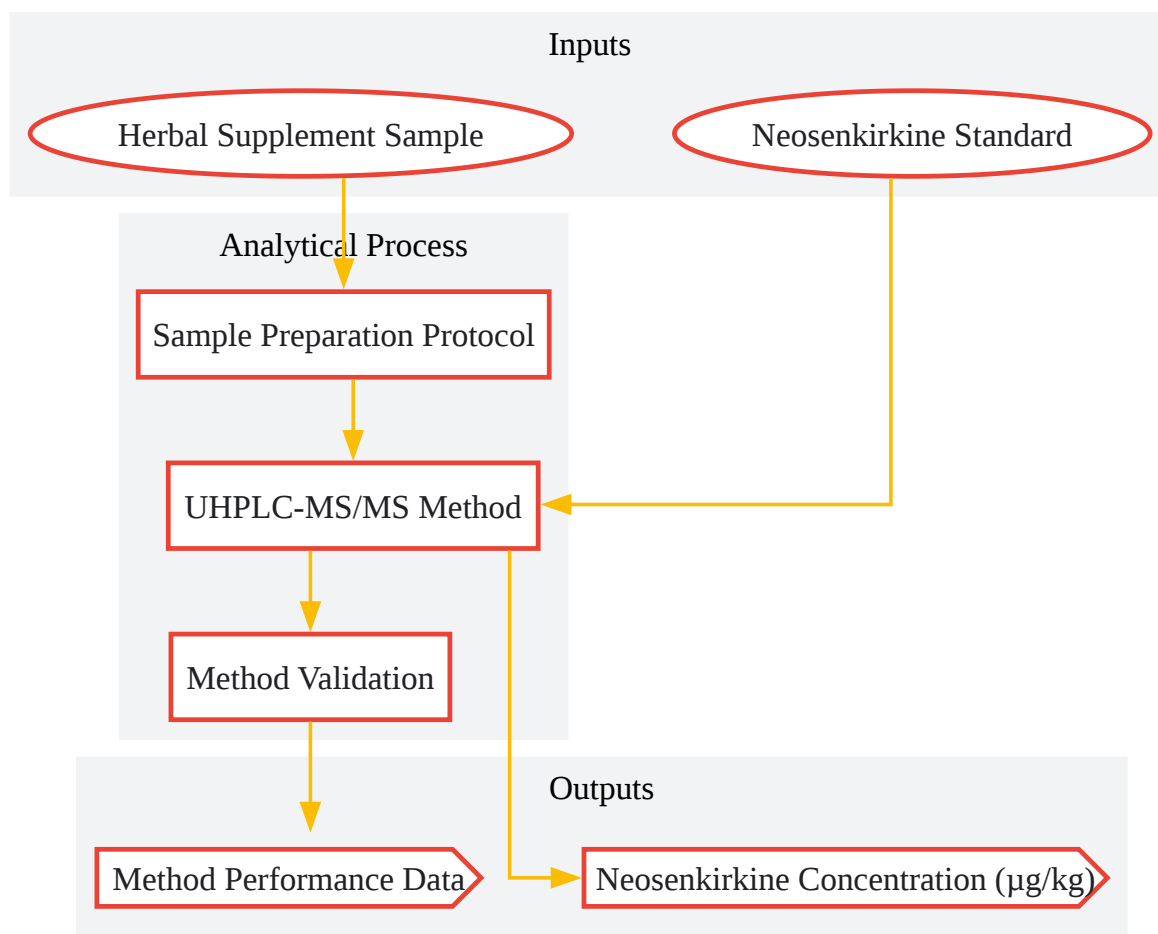 Inputs
Herbal Supplement Sample
Neosenkirkine Standard
Analytical Process
Sample Preparation Protocol
UHPLC-MS/MS Method
Method Validation
Outputs
Method Performance Data
Neosenkirkine Concentration (µg/kg)